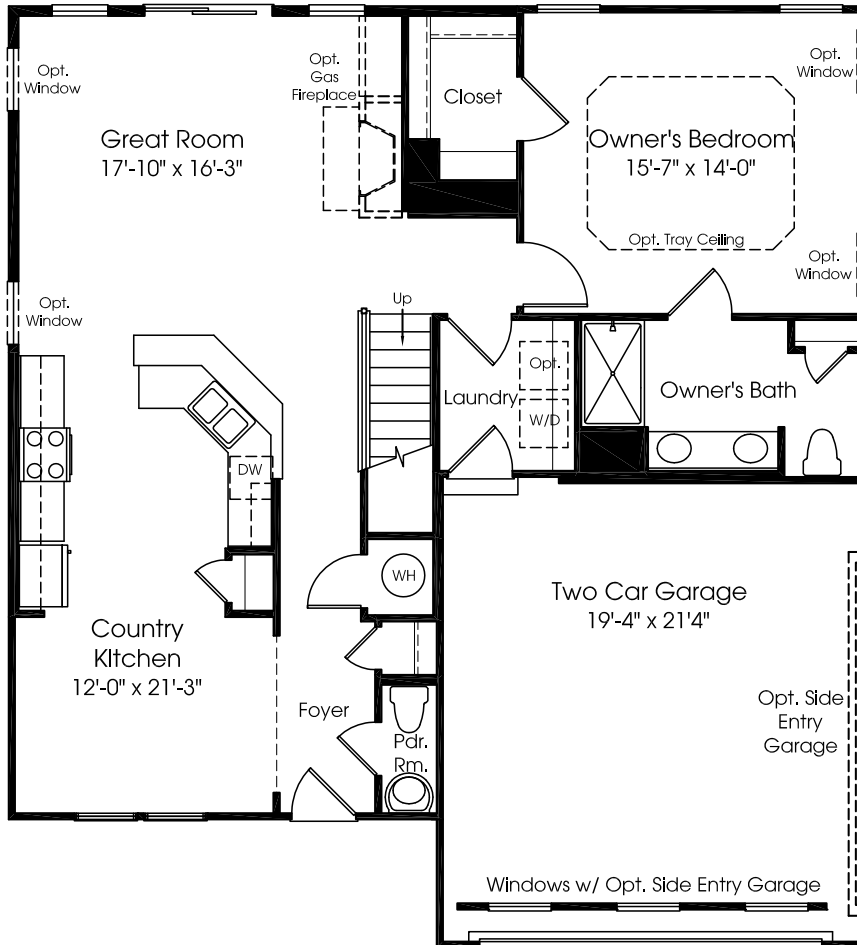 Opt.
Window
Great Room
17'-10" x 16'-3"
Opt.
Gas
Fireplace
Closet
Owner's Bedroom
15'-7" x 14'-0"
Opt. Tray Ceiling
Opt.
Window
Opt.
Window
Opt.
Window
Up
Laundry
Opt.
W/D
Owner's Bath
DW
WH
Country
KItchen
12'-0" x 21'-3"
Foyer
Pdr.
Rm.
Two Car Garage
19'-4" x 21'4"
Opt. Side
Entry
Garage
Windows w/ Opt. Side Entry Garage